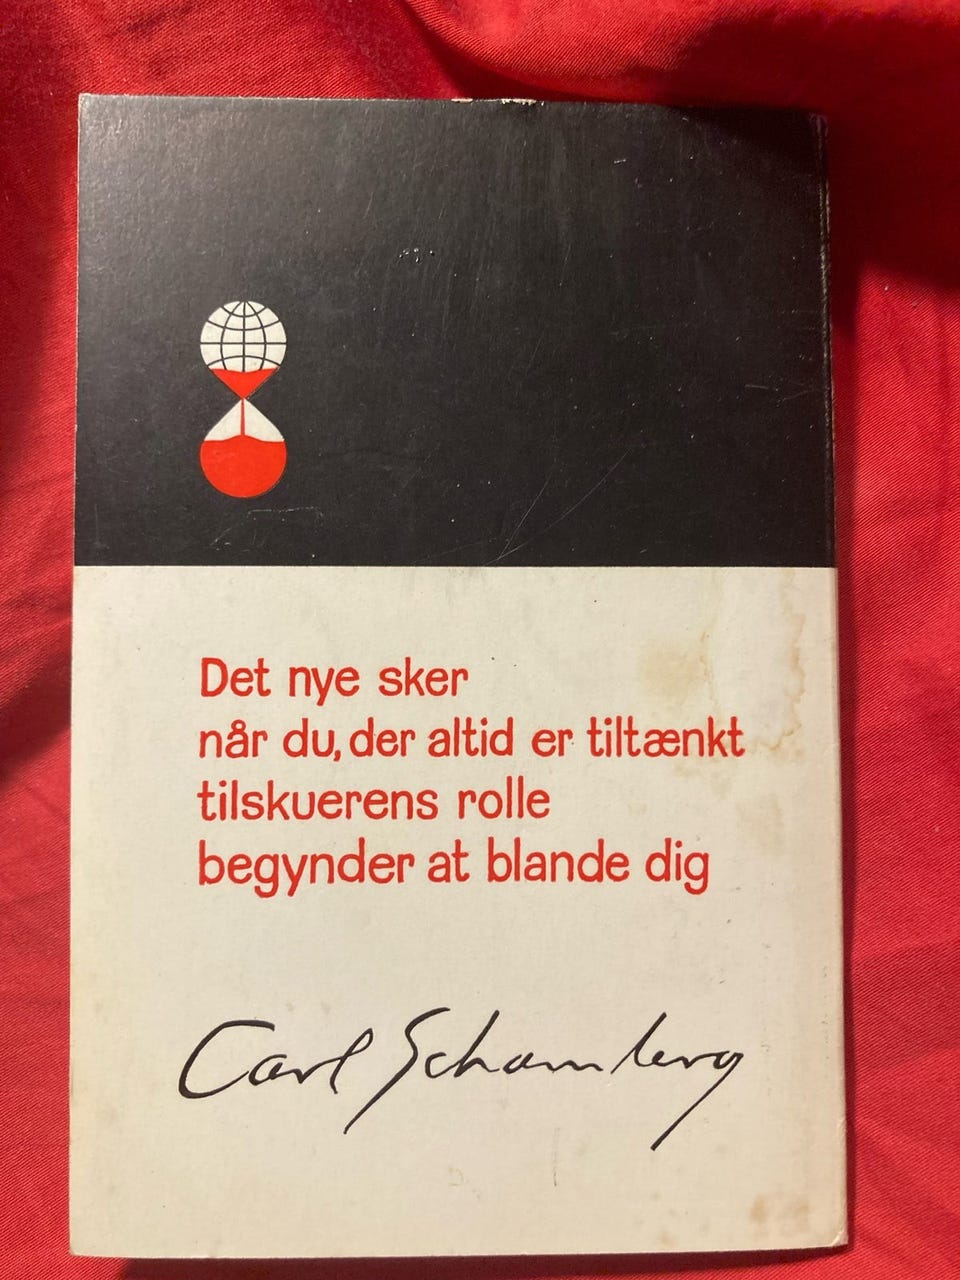 Det nye sker
når du, der altid er tiltænkt
tilskuerens rolle
begynder at blande dig
Carl Scharnberg